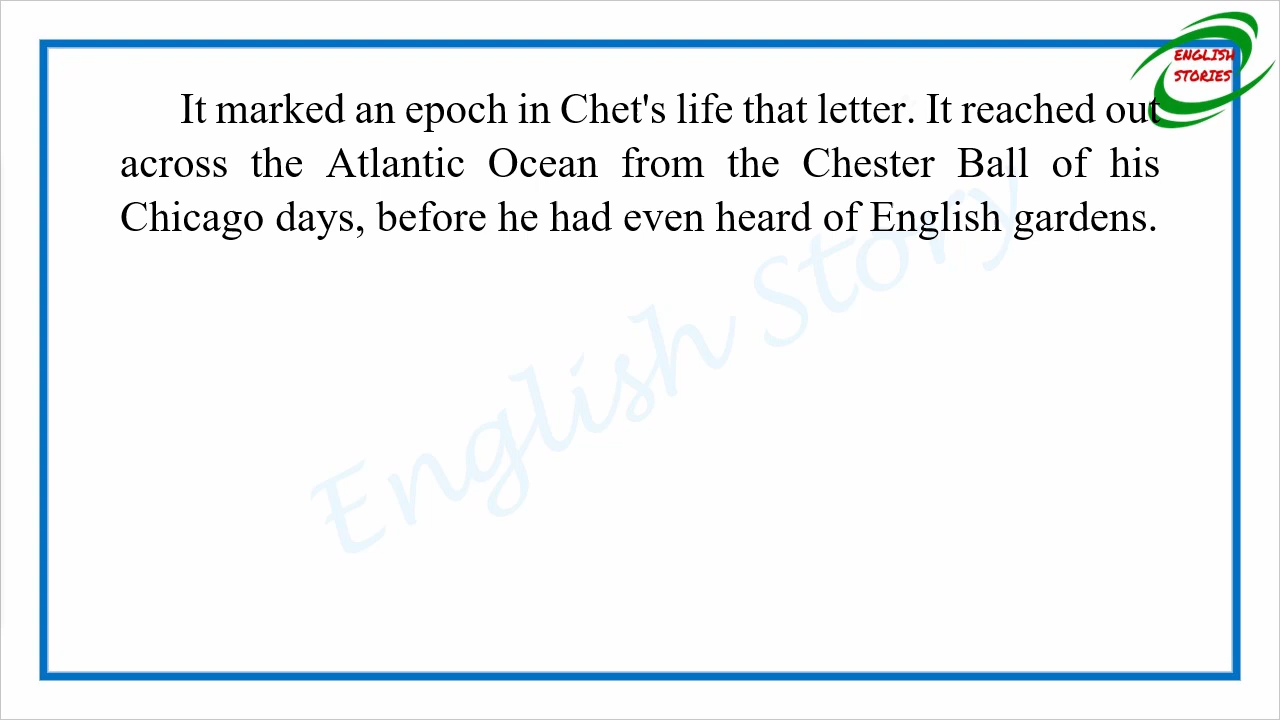 ENGLISH
STORIES
It marked an epoch in Chet's life that letter. It reached out
across the Atlantic Ocean from the Chester Ball of his
Chicago days, before he had even heard of English gardens.
English Story